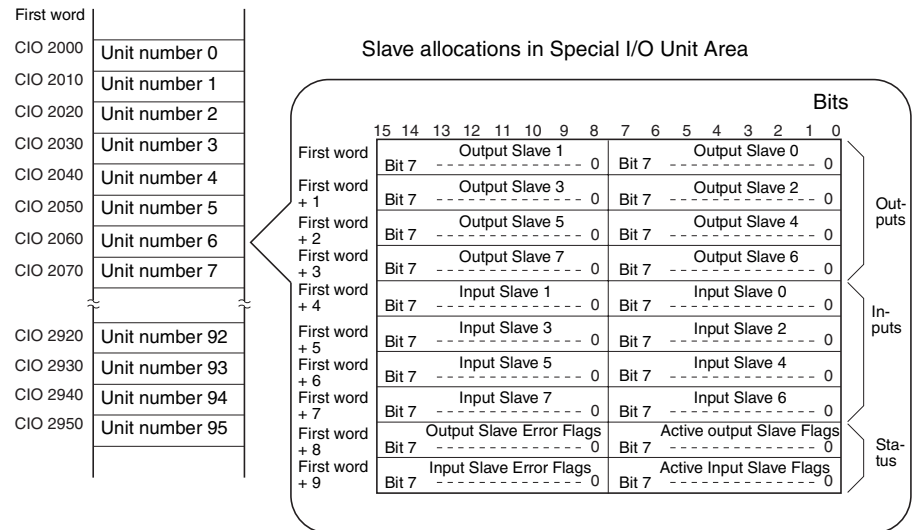 First word
CIO 2000 Unit number 0
CIO 2010 Unit number 1
CIO 2020 Unit number 2
CIO 2030 Unit number 3
CIO 2040 Unit number 4
CIO 2050 Unit number 5
CIO 2060 Unit number 6
CIO 2070 Unit number 7
CIO 2920 Unit number 92
CIO 2930 Unit number 93
CIO 2940 Unit number 94
CIO 2950 Unit number 95
Slave allocations in Special I/O Unit Area
Bits
15 14 13 12 11 10 9 8 7 6 5 4 3 2 1 0
First word
Output Slave 1 Output Slave 0
Bit 7 0 Bit 7 0
First word
+ 1
Output Slave 3 Output Slave 2
Bit 7 0 Bit 7 0
First word
+ 2
Output Slave 5 Output Slave 4
Bit 7 0 Bit 7 0
First word
+ 3
Output Slave 7 Output Slave 6
Bit 7 0 Bit 7 0
Out-
puts
First word
+ 4
Input Slave 1 Input Slave 0
Bit 7 0 Bit 7 0
First word
+ 5
Input Slave 3 Input Slave 2
Bit 7 0 Bit 7 0
First word
+ 6
Input Slave 5 Input Slave 4
Bit 7 0 Bit 7 0
First word
+ 7
Input Slave 7 Input Slave 6
Bit 7 0 Bit 7 0
In-
puts
First word
+ 8
Output Slave Error Flags Active output Slave Flags
Bit 7 0 Bit 7 0
First word
+ 9
Input Slave Error Flags Active Input Slave Flags
Bit 7 0 Bit 7 0
Sta-
tus